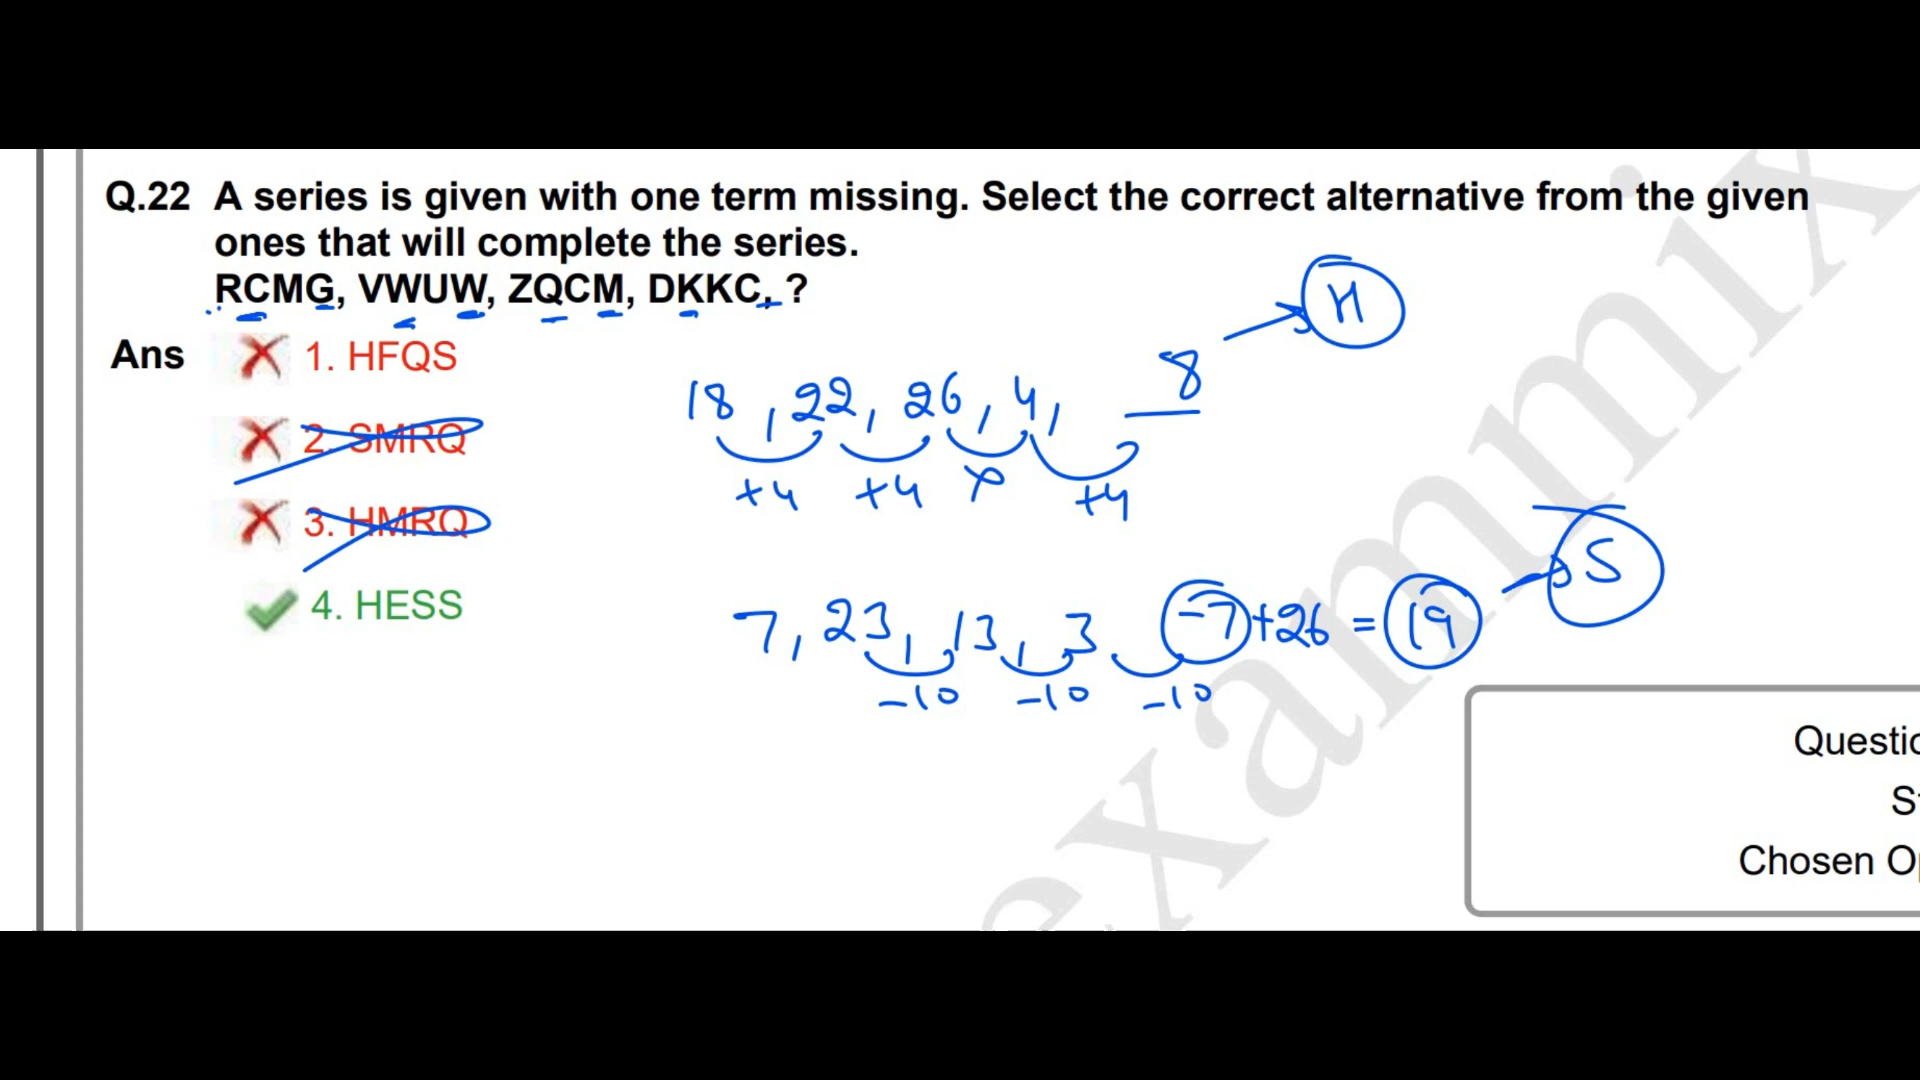 Q.22 A series is given with one term missing. Select the correct alternative from the given
ones that will complete the series.
RCMG, VWUW, ZQCM, DKKC, ?
Ans
1. HFQS
2. SMRQ
3. HMRQ
4. HESS
H
18, 22, 26, 4, 8
+4 +4 +4
7, 23, 13, 3 -7+26 = 19 → S
-10 -10 -10
Questio
S
Chosen O
exammix